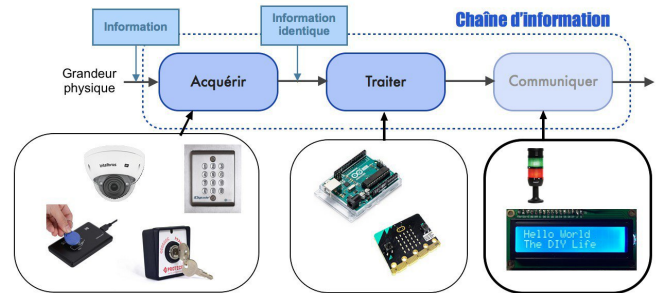 Chaîne d'information
Information
Information
identique
Grandeur
physique
Acquérir
Traiter
Communiquer
Hello World
The DIY Life